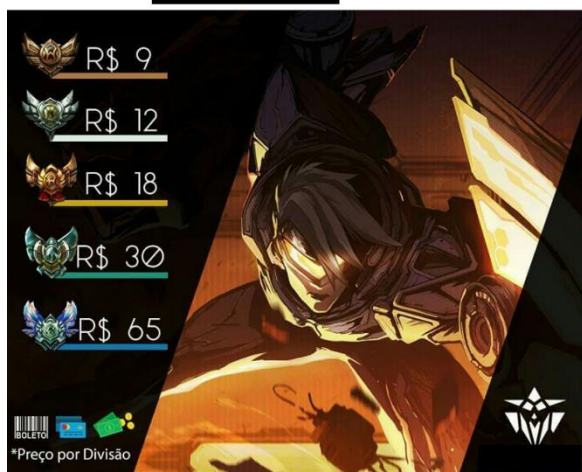 R$ 9
R$ 12
R$ 18
R$ 30
R$ 65
BOLETO
*Preço por Divisão